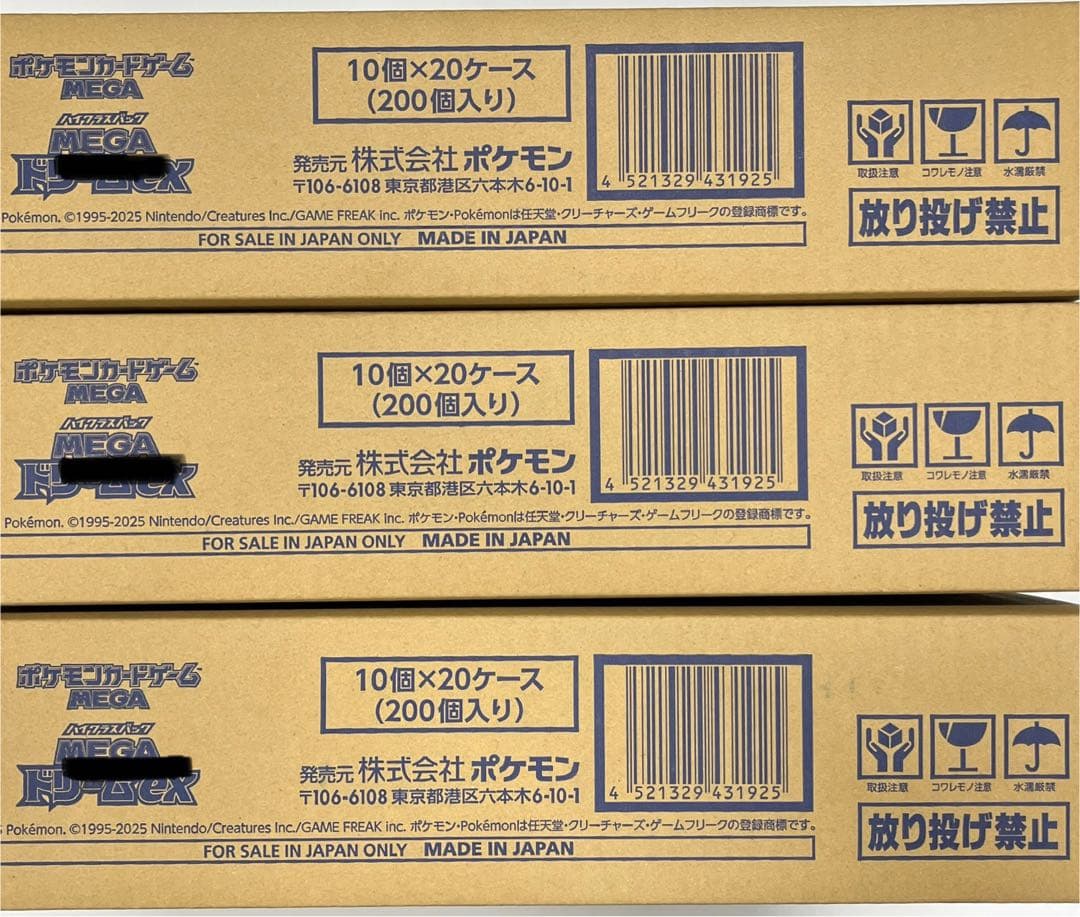 ポケモンカードゲーム
MEGA
ハイクラスパック
MEGA
ドリームex
10個×20ケース
(200個入り)
発売元 株式会社 ポケモン
〒106-6108 東京都港区六本木6-10-1
4 521329 431925
取扱注意 コワレモノ注意 水濡厳禁
放り投げ禁止
Pokémon. ©1995-2025 Nintendo/Creatures Inc./GAME FREAK inc. ポケモン・Pokémonは任天堂・クリーチャーズ・ゲームフリークの登録商標です。
FOR SALE IN JAPAN ONLY MADE IN JAPAN
ポケモンカードゲーム
MEGA
ハイクラスパック
MEGA
ドリームex
10個×20ケース
(200個入り)
発売元 株式会社 ポケモン
〒106-6108 東京都港区六本木6-10-1
4 521329 431925
取扱注意 コワレモノ注意 水濡厳禁
放り投げ禁止
Pokémon. ©1995-2025 Nintendo/Creatures Inc./GAME FREAK inc. ポケモン・Pokémonは任天堂・クリーチャーズ・ゲームフリークの登録商標です。
FOR SALE IN JAPAN ONLY MADE IN JAPAN
ポケモンカードゲーム
MEGA
ハイクラスパック
MEGA
ドリームex
10個×20ケース
(200個入り)
発売元 株式会社 ポケモン
〒106-6108 東京都港区六本木6-10-1
4 521329 431925
取扱注意 コワレモノ注意 水濡厳禁
放り投げ禁止
Pokémon. ©1995-2025 Nintendo/Creatures Inc./GAME FREAK inc. ポケモン・Pokémonは任天堂・クリーチャーズ・ゲームフリークの登録商標です。
FOR SALE IN JAPAN ONLY MADE IN JAPAN